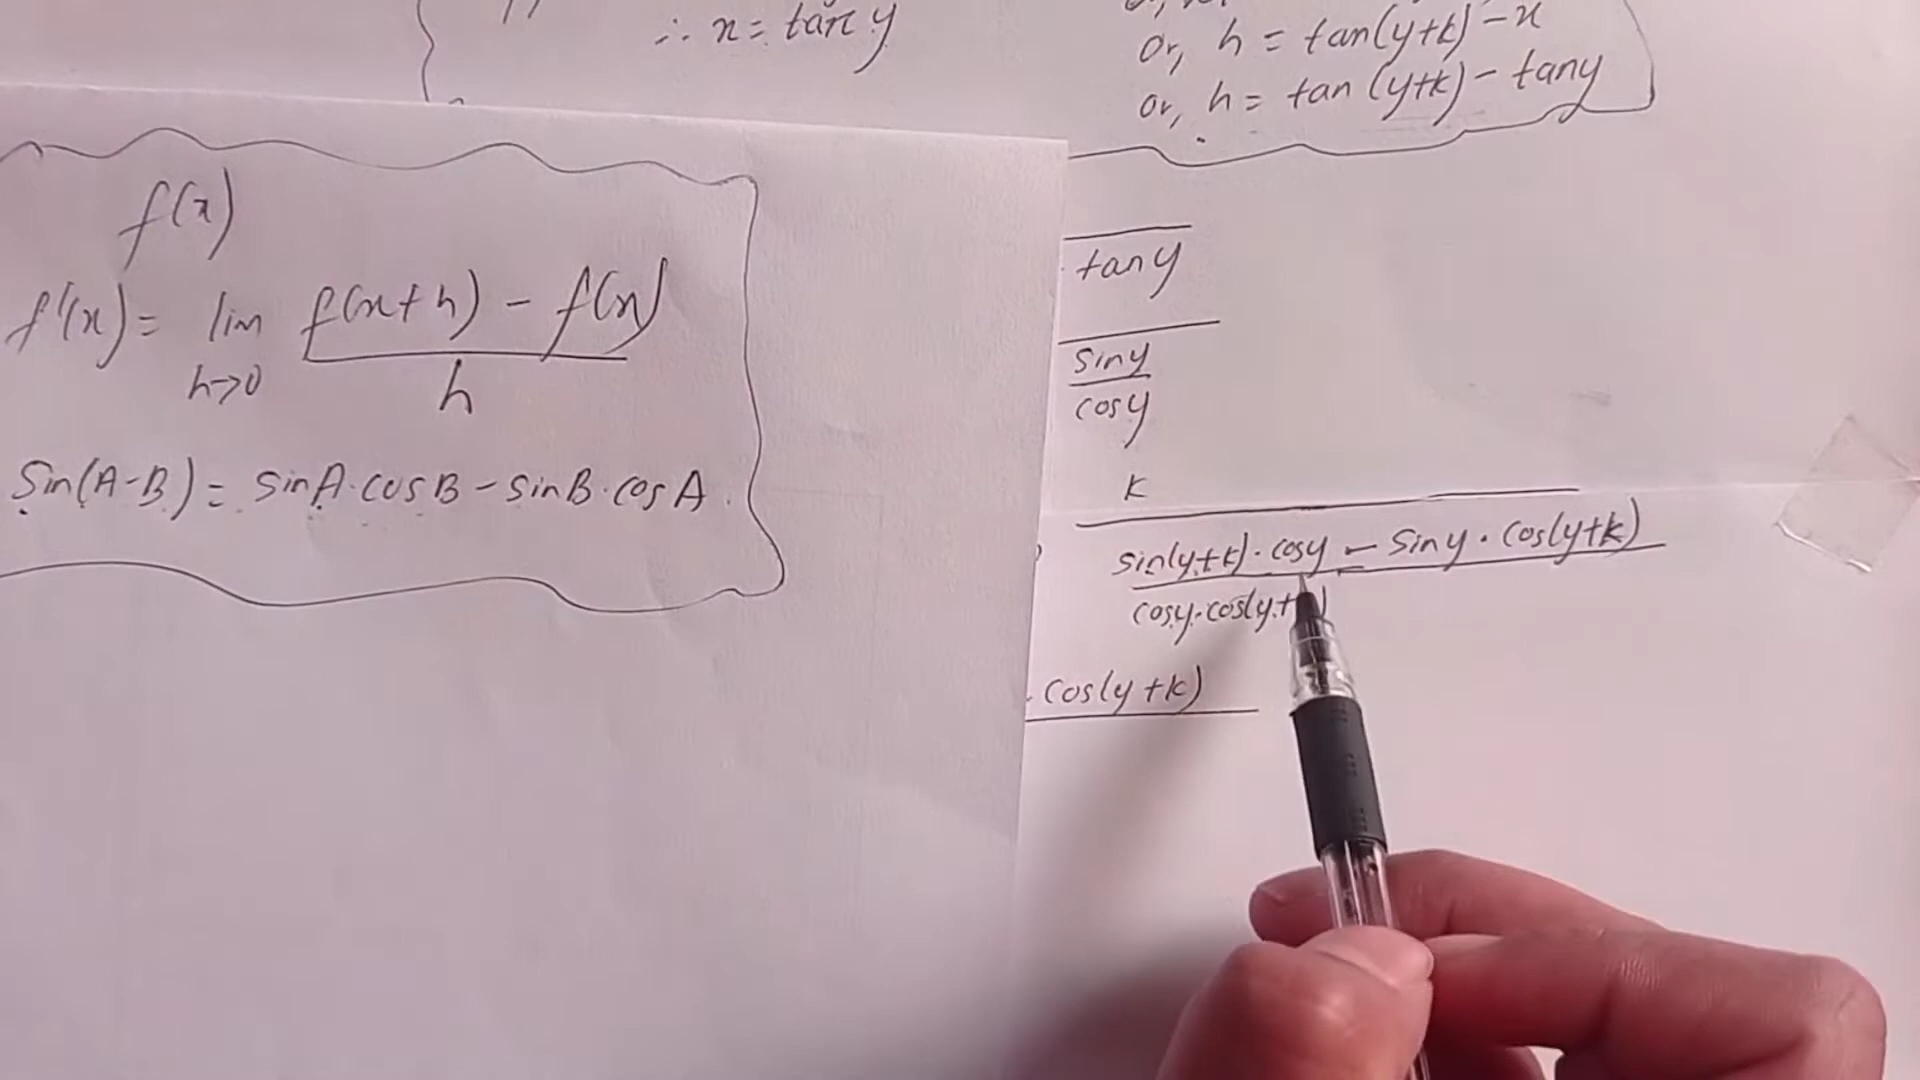 ∴ x = tan y
or, h = tan(y+k) - x
or, h = tan (y+k) - tany
f(x)
f'(x) = lim f(x+h) - f(x)
h→0 h
Sin(A-B) = sinA·cosB - sinB·cosA.
tany
siny
cosy
k
sin(y+k)·cosy - siny·cos(y+k)
cosy·cos(y+
·cos(y+k)